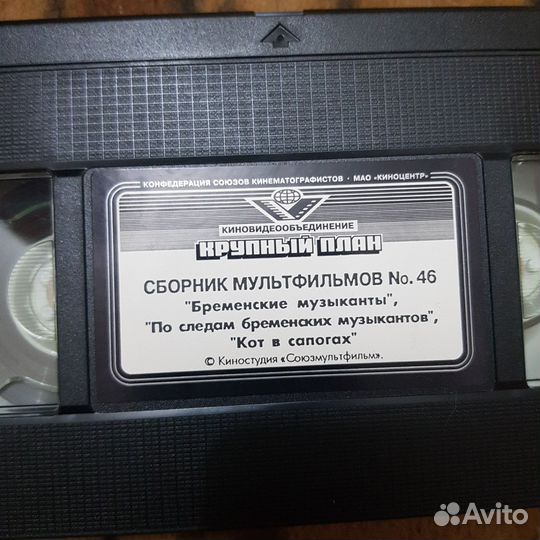 КОНФЕДЕРАЦИЯ СОЮЗОВ КИНЕМАТОГРАФИСТОВ · МАО «КИНОЦЕНТР»
КИНОВИДЕООБЪЕДИНЕНИЕ
КРУПНЫЙ ПЛАН
СБОРНИК МУЛЬТФИЛЬМОВ No. 46
"Бременские музыканты",
"По следам бременских музыкантов",
"Кот в сапогах"
© Киностудия «Союзмультфильм».
Avito